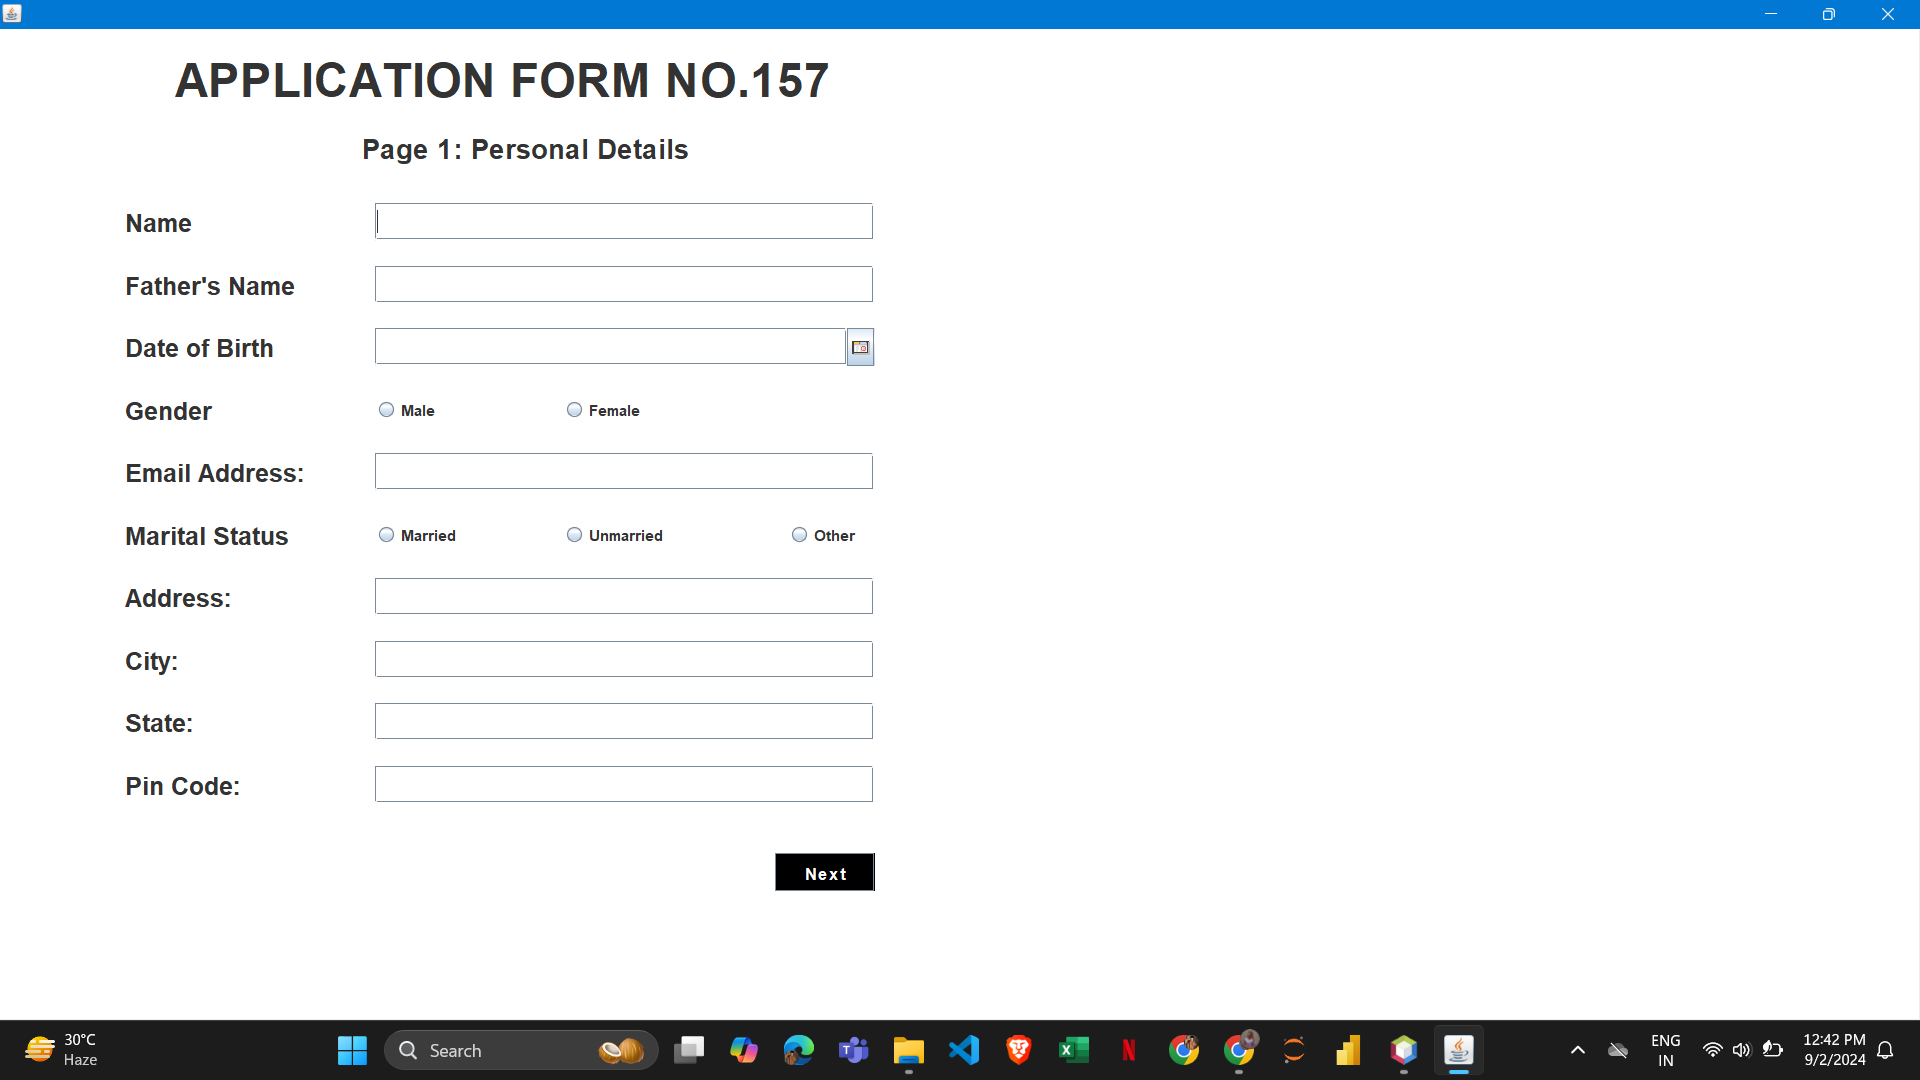 APPLICATION FORM NO.157
Page 1: Personal Details
Name
Father's Name
Date of Birth
Gender
Male
Female
Email Address:
Marital Status
Married
Unmarried
Other
Address:
City:
State:
Pin Code:
Next
30°C
Haze
Search
ENG
IN
12:42 PM
9/2/2024